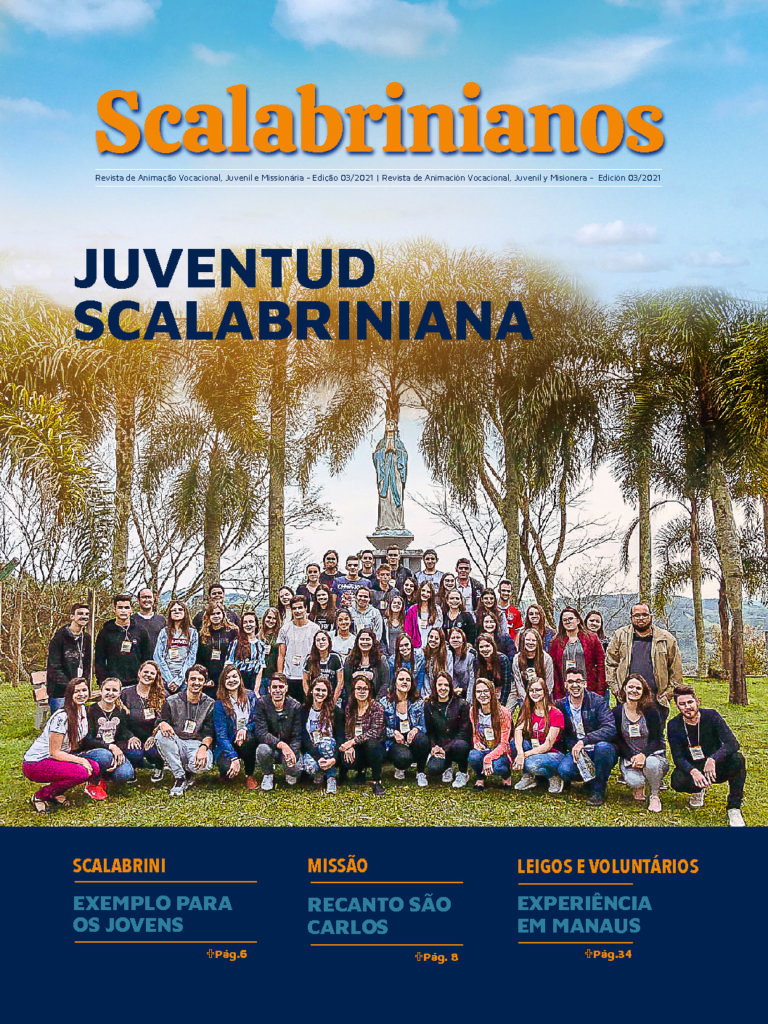 Scalabrinianos
Revista de Animação Vocacional, Juvenil e Missionária - Edição 03/2021 | Revista de Animación Vocacional, Juvenil y Misionera - Edición 03/2021
JUVENTUD
SCALABRINIANA
SCALABRINI
EXEMPLO PARA
OS JOVENS
+Pág.6
MISSÃO
RECANTO SÃO
CARLOS
+Pág. 8
LEIGOS E VOLUNTÁRIOS
EXPERIÊNCIA
EM MANAUS
+Pág.34